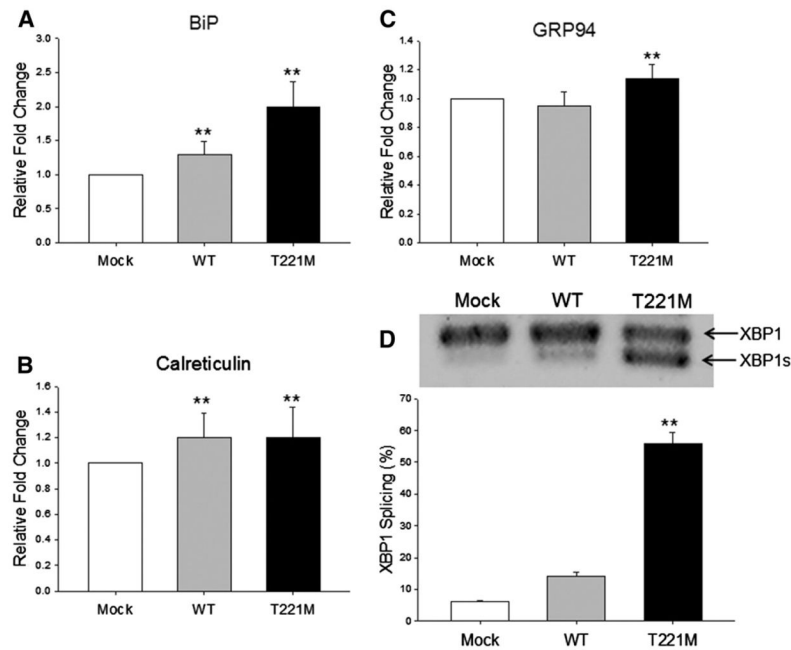 A
BiP
Relative Fold Change
3.0
2.5
2.0
1.5
1.0
0.5
0.0
**
**
Mock WT T221M
C
GRP94
Relative Fold Change
1.4
1.2
1.0
0.8
0.6
0.4
0.2
0.0
**
Mock WT T221M
B
Calreticulin
Relative Fold Change
1.6
1.4
1.2
1.0
0.8
0.6
0.4
0.2
0.0
**
**
Mock WT T221M
D
Mock WT T221M
XBP1
XBP1s
XBP1 Splicing (%)
70
60
50
40
30
20
10
0
**
Mock WT T221M